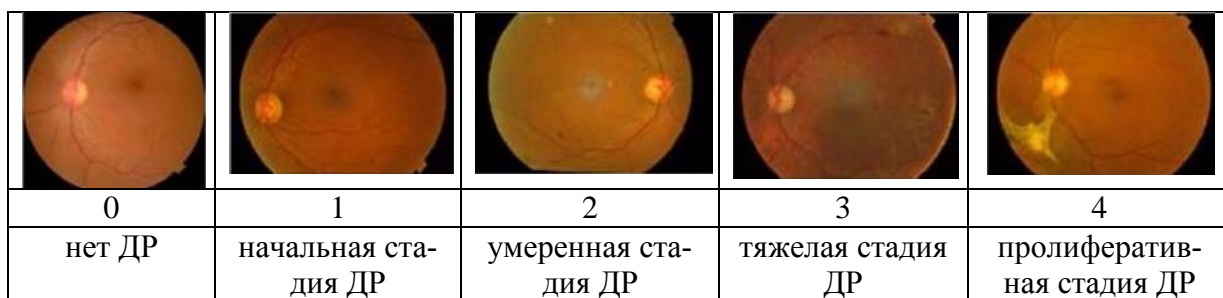 0 1 2 3 4
нет ДР начальная ста- умеренная ста- тяжелая стадия пролифератив-
дия ДР дия ДР ДР ная стадия ДР